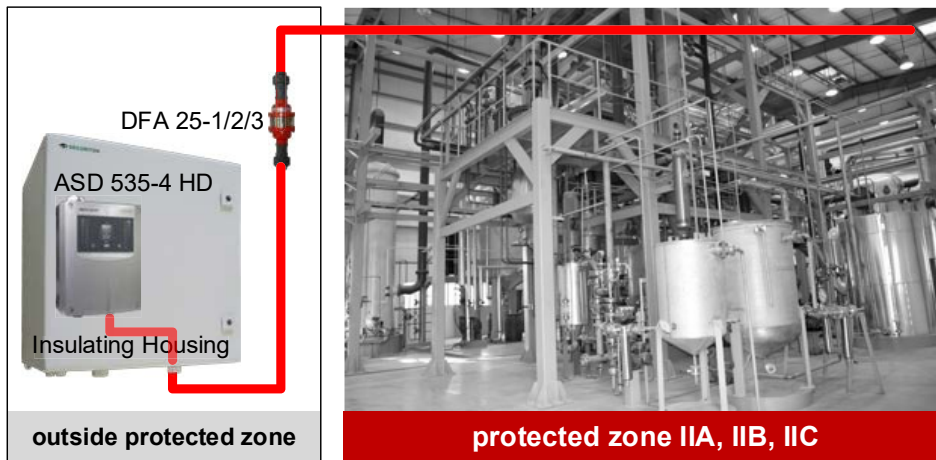 DFA 25-1/2/3
SECURITON
ASD 535-4 HD
Insulating Housing
outside protected zone
protected zone IIA, IIB, IIC